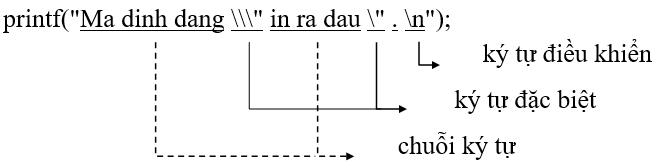 printf("Ma dinh dang \\\" in ra dau \" . \n");
ký tự điều khiển
ký tự đặc biệt
chuỗi ký tự